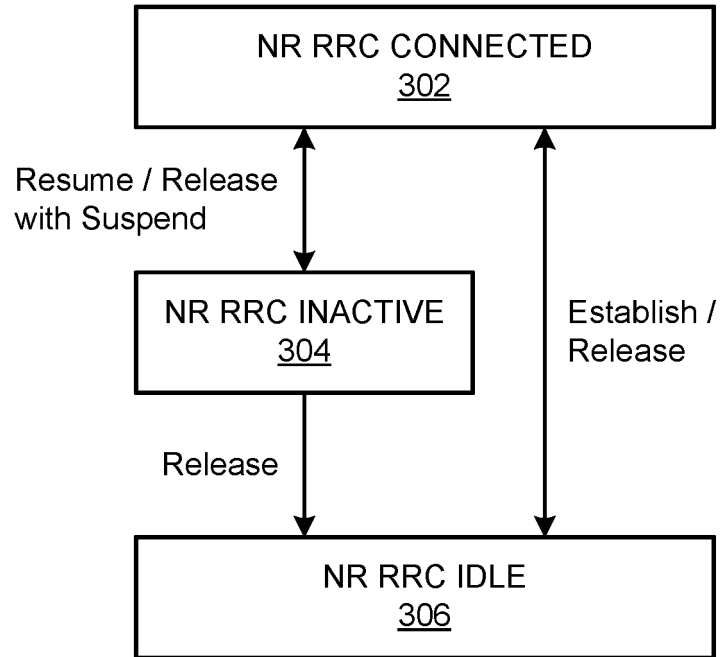 NR RRC CONNECTED
302
Resume / Release
with Suspend
NR RRC INACTIVE
304
Establish /
Release
Release
NR RRC IDLE
306